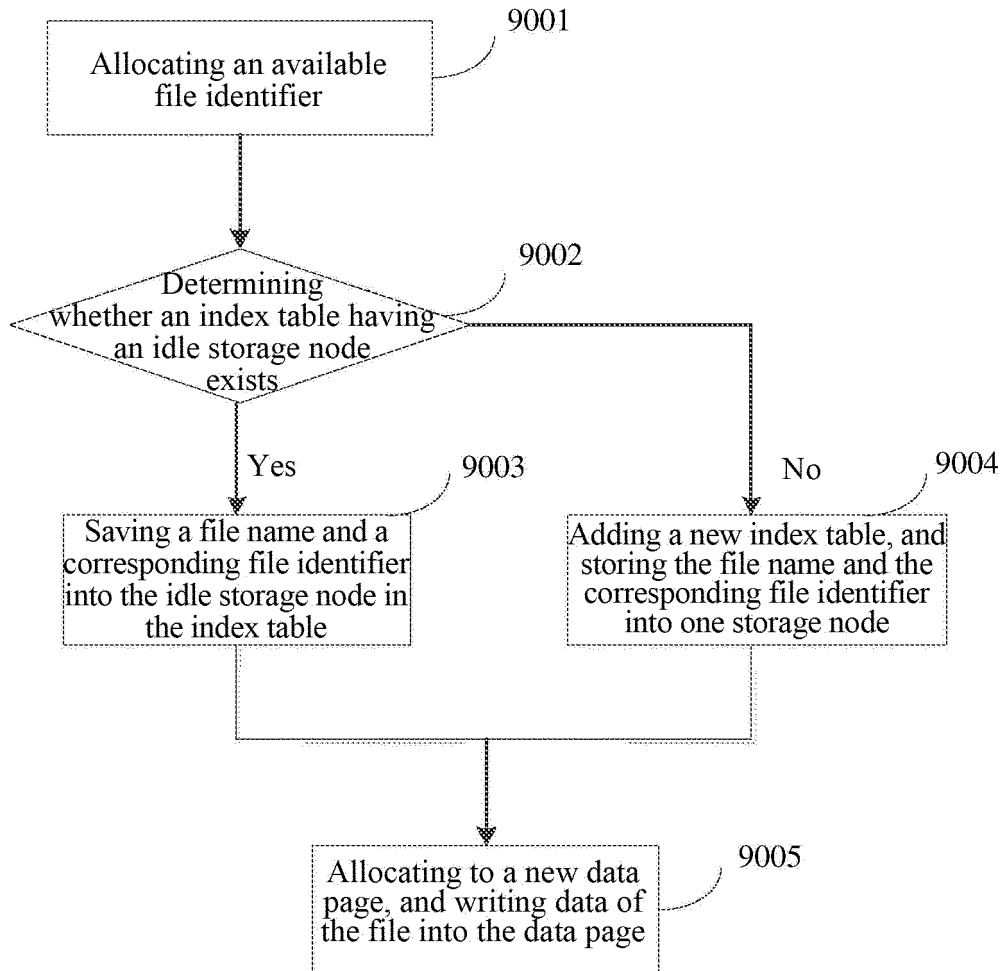 9001
Allocating an available
file identifier
9002
Determining
whether an index table having
an idle storage node
exists
Yes
9003
No
9004
Saving a file name and a
corresponding file identifier
into the idle storage node in
the index table
Adding a new index table, and
storing the file name and the
corresponding file identifier
into one storage node
9005
Allocating to a new data
page, and writing data of
the file into the data page